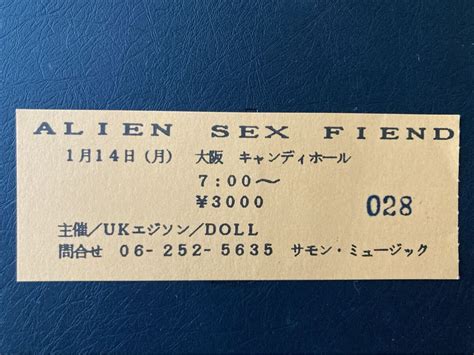 ALIEN SEX FIEND
1月14日(月) 大阪 キャンディホール
7:00～
¥3000
028
主催／UKエジソン／DOLL
問合せ 06-252-5635 サモン・ミュージック